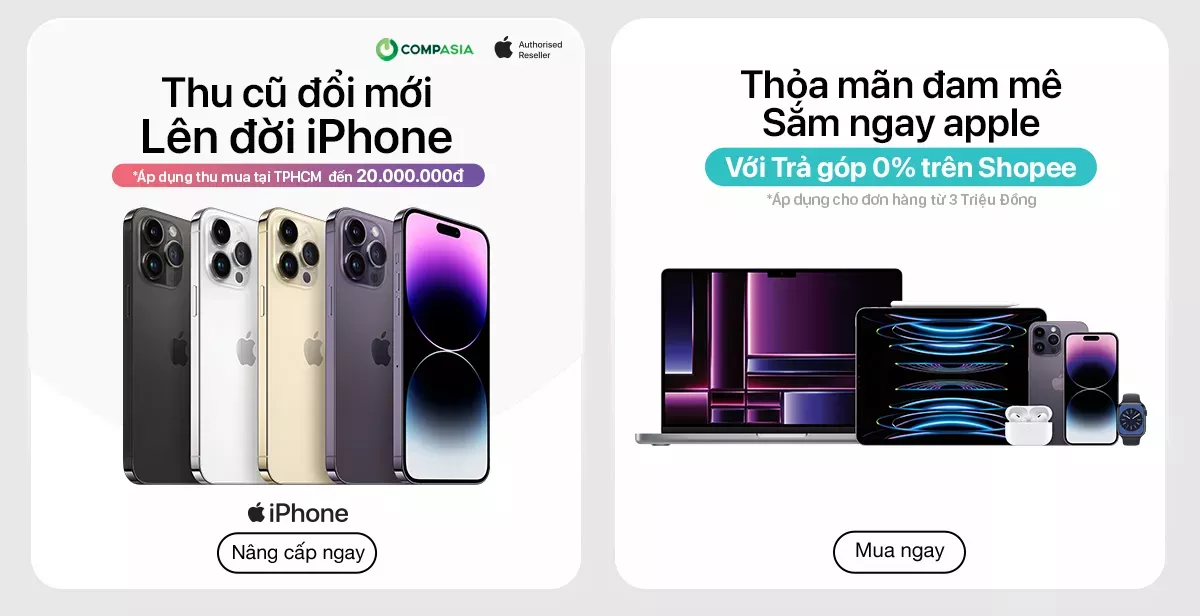 COMPASIA
Authorised
Reseller
Thu cũ đổi mới
Lên đời iPhone
*Áp dụng thu mua tại TPHCM đến 20.000.000đ
iPhone
Nâng cấp ngay
Thỏa mãn đam mê
Sắm ngay apple
Với Trả góp 0% trên Shopee
*Áp dụng cho đơn hàng từ 3 Triệu Đồng
Mua ngay